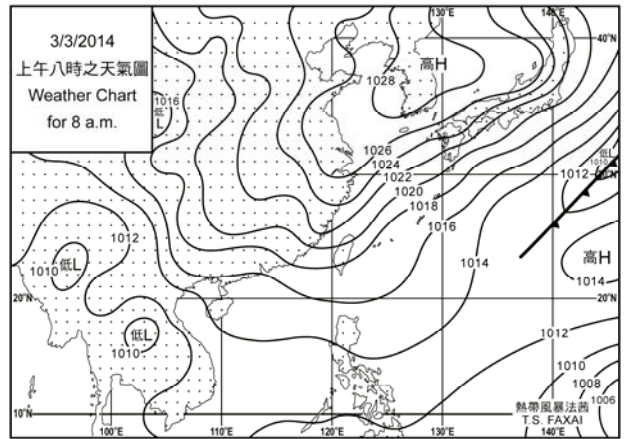 3/3/2014
上午八時之天氣圖
Weather Chart
for 8 a.m.
130°E
140°E
40°N
高H
1028
1016
低
L
1026
1024
1022
1020
1018
1016
1014
低L
1010
1012
30°N
高H
1014
20°N
20°N
1012
1010
低L
低L
1010
1012
1010
1008
1006
熱帶風暴法茜
T.S. FAXAI
10°N
100°E
110°E
120°E
130°E
140°E